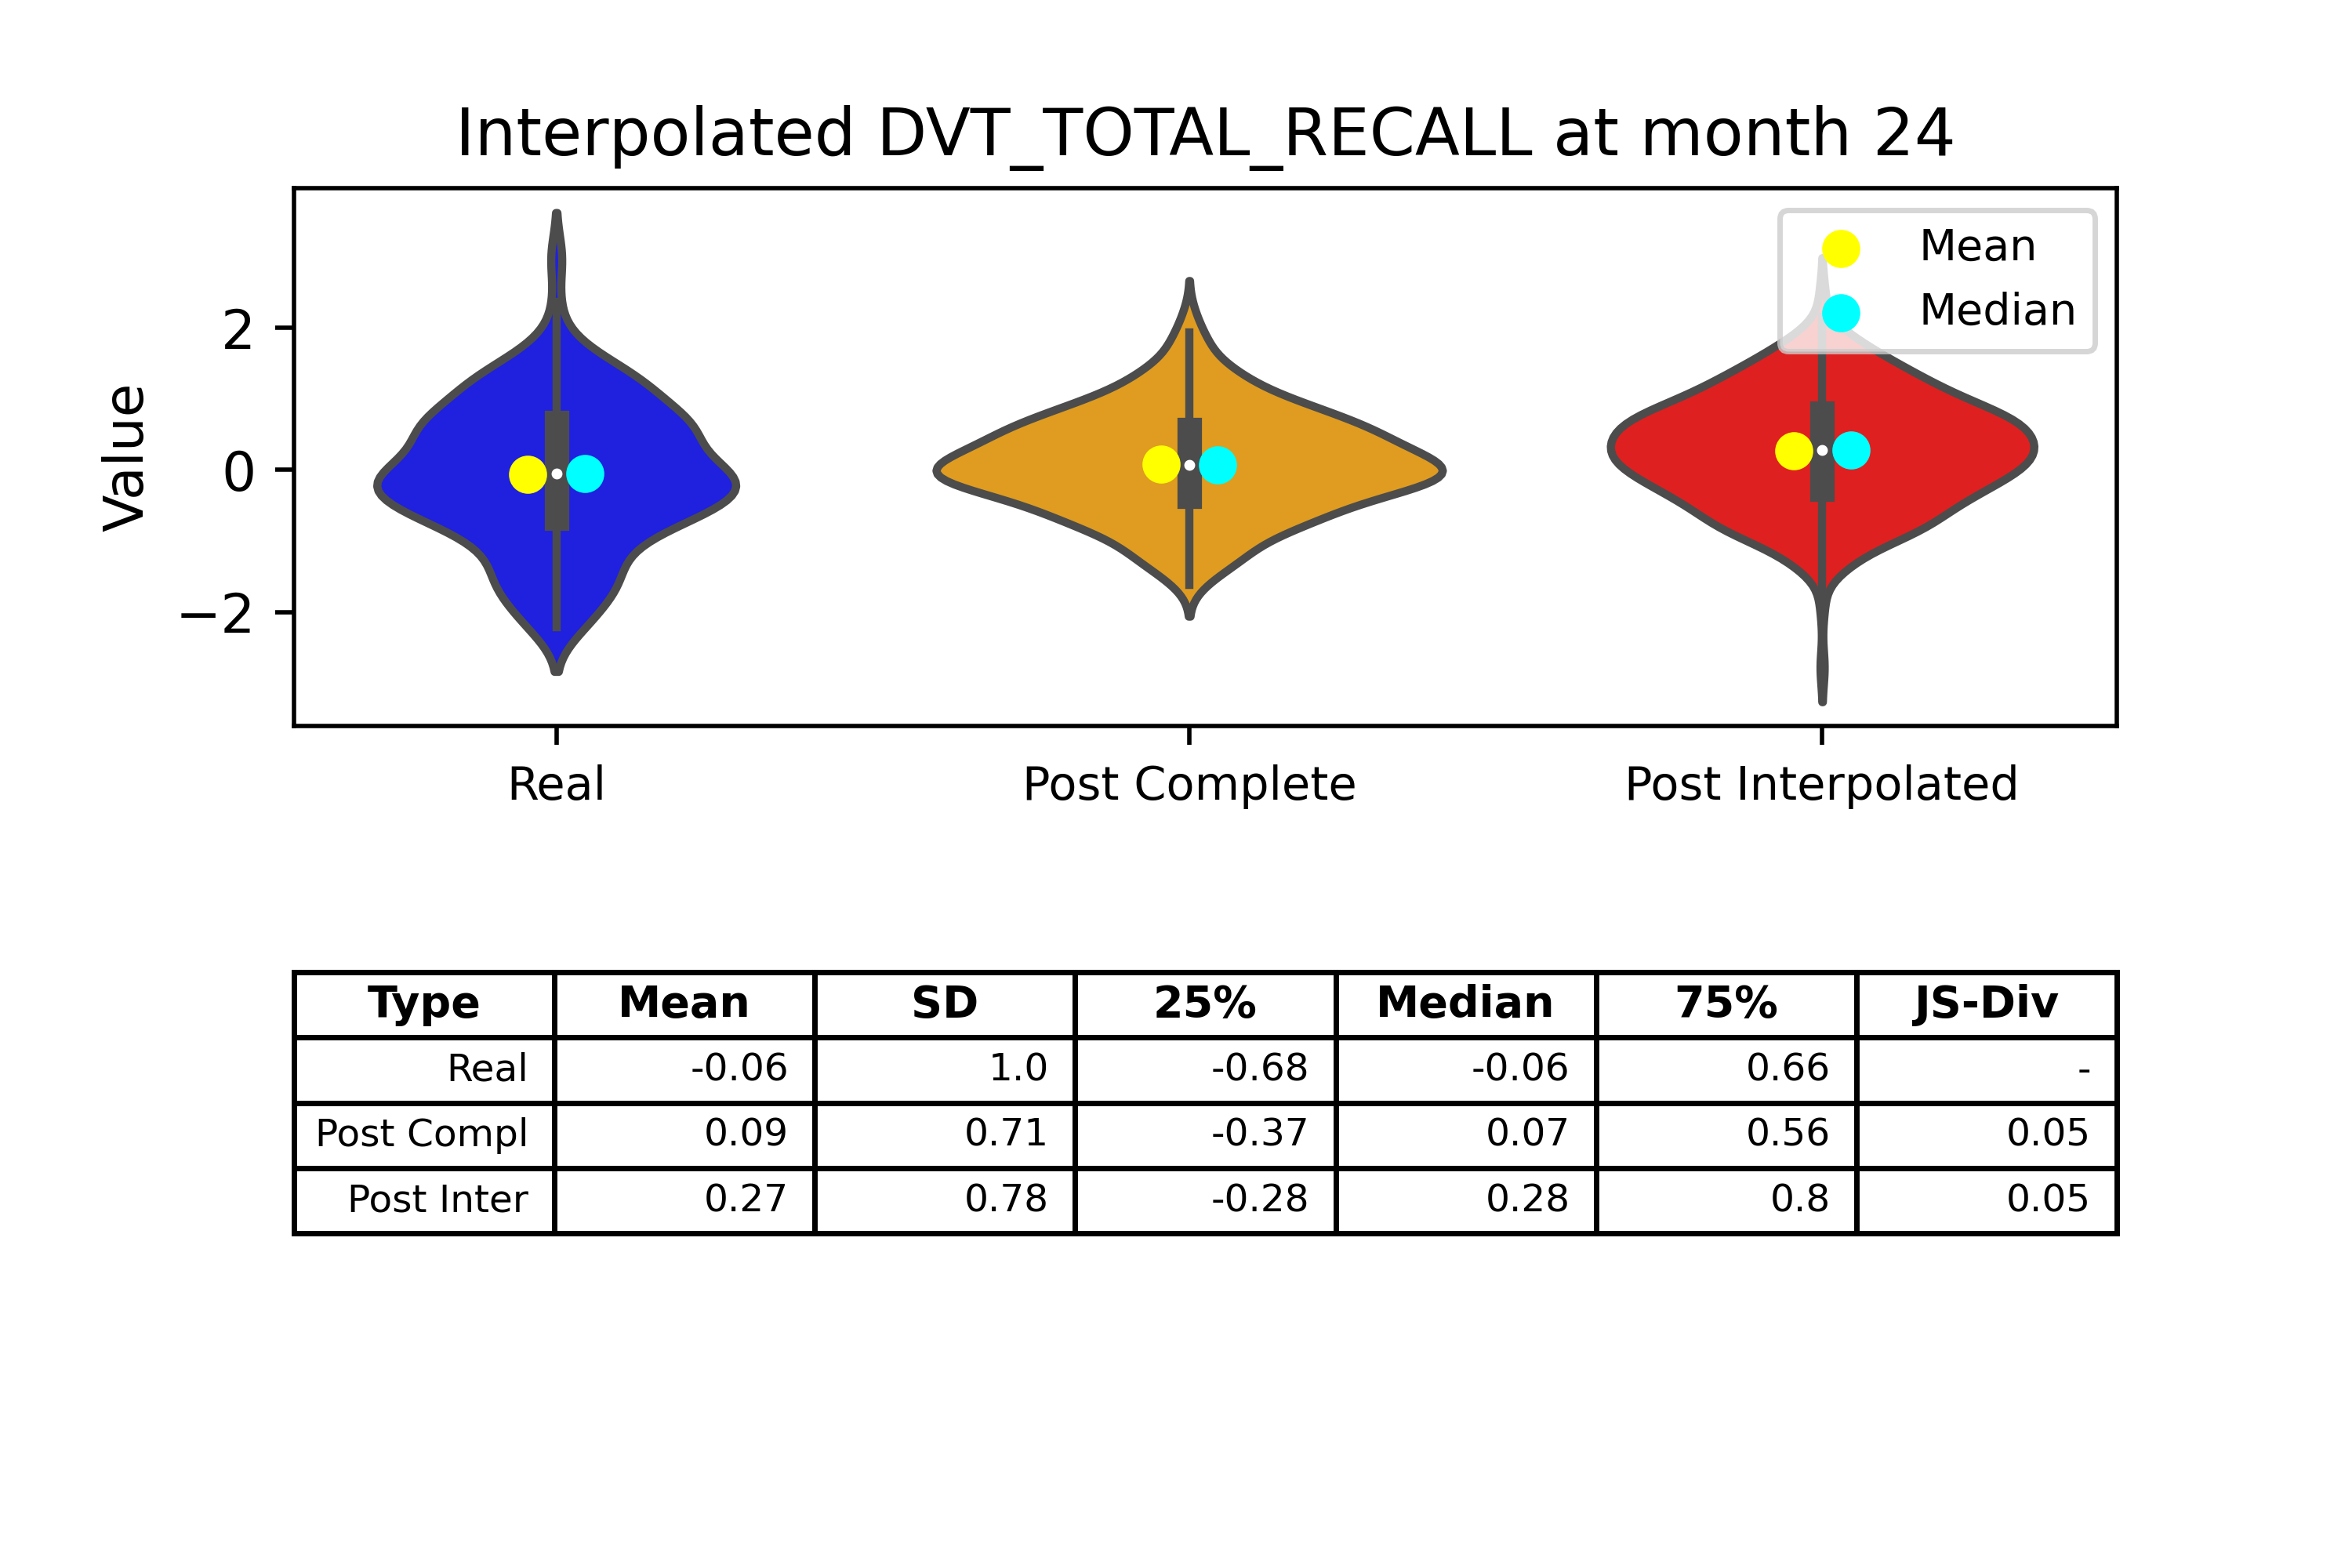 Interpolated DVT_TOTAL_RECALL at month 24
Mean
Median
Value
2
0
−2
Real Post Complete Post Interpolated
Type Mean SD 25% Median 75% JS-Div
Real -0.06 1.0 -0.68 -0.06 0.66 -
Post Compl 0.09 0.71 -0.37 0.07 0.56 0.05
Post Inter 0.27 0.78 -0.28 0.28 0.8 0.05